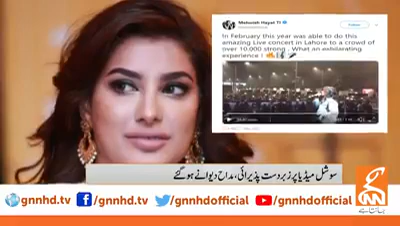 Mehwish Hayat TI
In February this year was able to do this
amazing Live concert in Lahore to a crowd of
over 10,000 strong . What an exhilarating
experience !
سوشل میڈیا پر زبردست پذیرائی، مداح دیوانے ہو گئے
gnnhd.tv
/gnnhdofficial
/gnnhdofficial
gnnhd.tv
GNN